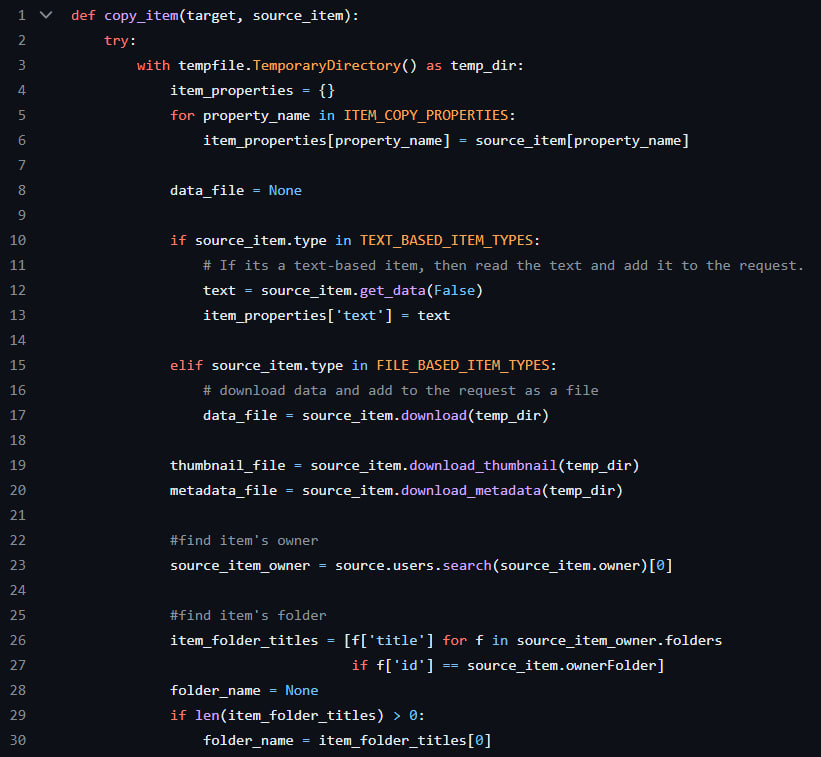 1 def copy_item(target, source_item):
2     try:
3         with tempfile.TemporaryDirectory() as temp_dir:
4             item_properties = {}
5             for property_name in ITEM_COPY_PROPERTIES:
6                 item_properties[property_name] = source_item[property_name]
7
8             data_file = None
9
10             if source_item.type in TEXT_BASED_ITEM_TYPES:
11                 # If its a text-based item, then read the text and add it to the request.
12                 text = source_item.get_data(False)
13                 item_properties['text'] = text
14
15             elif source_item.type in FILE_BASED_ITEM_TYPES:
16                 # download data and add to the request as a file
17                 data_file = source_item.download(temp_dir)
18
19             thumbnail_file = source_item.download_thumbnail(temp_dir)
20             metadata_file = source_item.download_metadata(temp_dir)
21
22             #find item's owner
23             source_item_owner = source.users.search(source_item.owner)[0]
24
25             #find item's folder
26             item_folder_titles = [f['title'] for f in source_item_owner.folders
27                                   if f['id'] == source_item.ownerFolder]
28             folder_name = None
29             if len(item_folder_titles) > 0:
30                 folder_name = item_folder_titles[0]